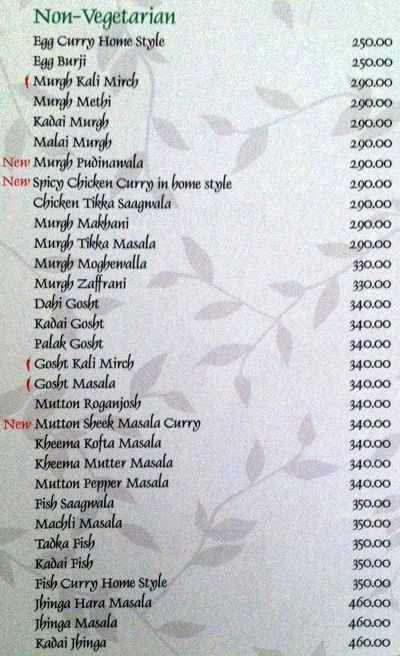 Non-Vegetarian
Egg Curry Home Style 250.00
Egg Burji 250.00
Murgh Kali Mirch 290.00
Murgh Methi 290.00
Kadai Murgh 290.00
Malai Murgh 290.00
New Murgh Pudinawala 290.00
New Spicy Chicken Curry in home style 290.00
Chicken Tikka Saagwala 290.00
Murgh Makhani 290.00
Murgh Tikka Masala 290.00
Murgh Moghewalla 330.00
Murgh Zaffrani 330.00
Dahi Gosht 340.00
Kadai Gosht 340.00
Palak Gosht 340.00
Gosht Kali Mirch 340.00
Gosht Masala 340.00
Mutton Roganjosh 340.00
New Mutton Sheek Masala Curry 340.00
Kheema Kofta Masala 340.00
Kheema Mutter Masala 340.00
Mutton Pepper Masala 340.00
Fish Saagwala 350.00
Machli Masala 350.00
Tadka Fish 350.00
Kadai Fish 350.00
Fish Curry Home Style 350.00
Jhinga Hara Masala 460.00
Jhinga Masala 460.00
Kadai Jhinga 460.00